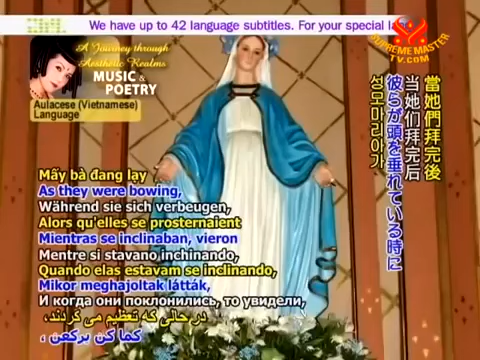 We have up to 42 language subtitles. For your special
SUPREME MASTER
TV.COM
A Journey through
Aesthetic Realms
MUSIC &
POETRY
Aulacese (Vietnamese)
Language
當她們拜完後
当她们拜完后
彼らが頭を垂れている時に
성모마리아가
Mấy bà đang lạy
As they were bowing,
Während sie sich verbeugen,
Alors qu'elles se prosternaient
Mientras se inclinaban, vieron
Mentre si stavano inchinando,
Quando elas estavam se inclinando,
Mikor meghajoltak látták,
И когда они поклонились, то увидели,
در حالی که تعظیم می کردند،
كما كن يركعن ،